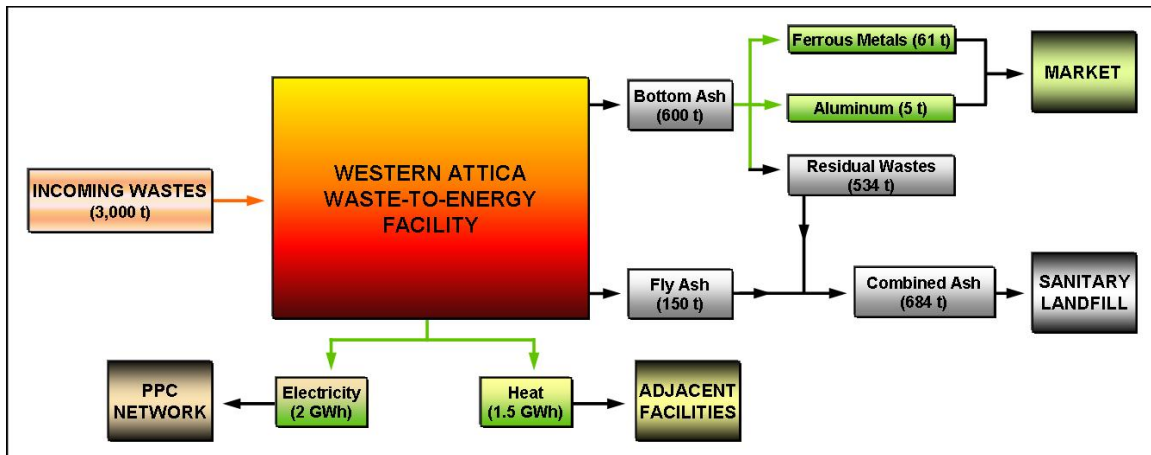 Ferrous Metals (61 t)
MARKET
Bottom Ash
(600 t)
Aluminum (5 t)
INCOMING WASTES
(3,000 t)
WESTERN ATTICA
WASTE-TO-ENERGY
FACILITY
Residual Wastes
(534 t)
Fly Ash
(150 t)
Combined Ash
(684 t)
SANITARY
LANDFILL
PPC
NETWORK
Electricity
(2 GWh)
Heat
(1.5 GWh)
ADJACENT
FACILITIES